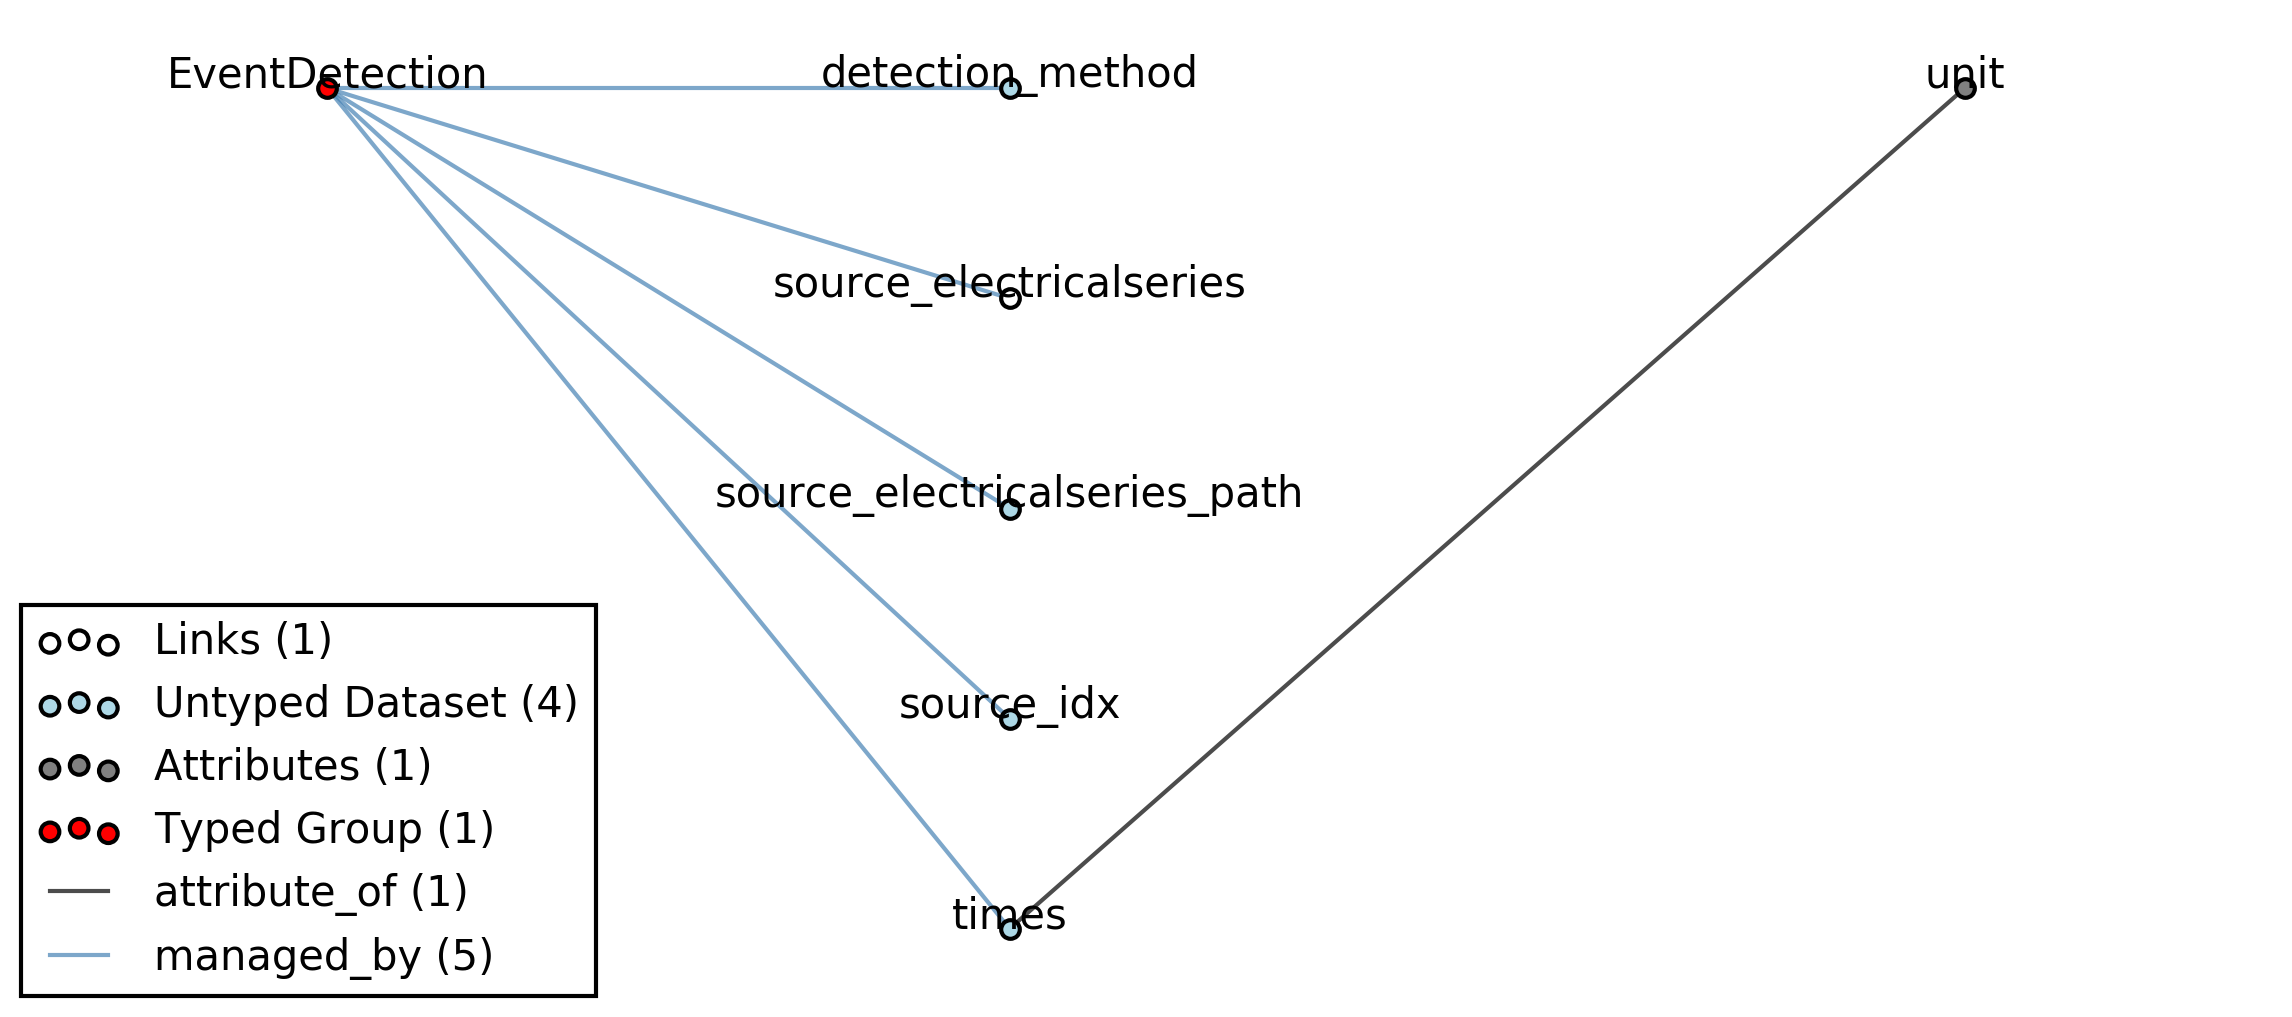 EventDetection
detection_method
unit
source_electricalseries
source_electricalseries_path
source_idx
times
Links (1)
Untyped Dataset (4)
Attributes (1)
Typed Group (1)
attribute_of (1)
managed_by (5)